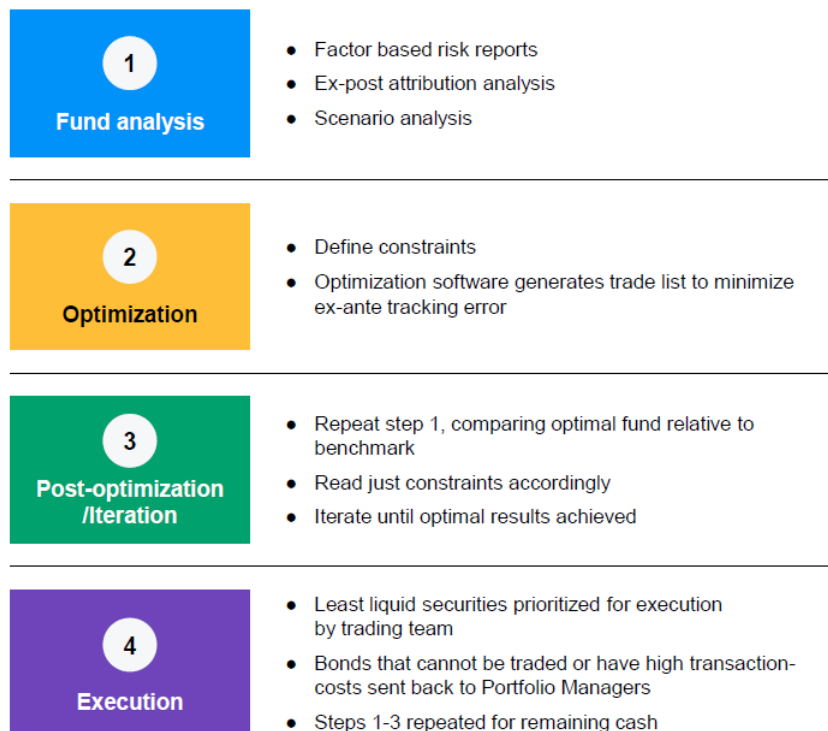 1
Fund analysis
● Factor based risk reports
● Ex-post attribution analysis
● Scenario analysis
2
Optimization
● Define constraints
● Optimization software generates trade list to minimize
ex-ante tracking error
3
Post-optimization
/Iteration
● Repeat step 1, comparing optimal fund relative to
benchmark
● Read just constraints accordingly
● Iterate until optimal results achieved
4
Execution
● Least liquid securities prioritized for execution
by trading team
● Bonds that cannot be traded or have high transaction-
costs sent back to Portfolio Managers
● Steps 1-3 repeated for remaining cash